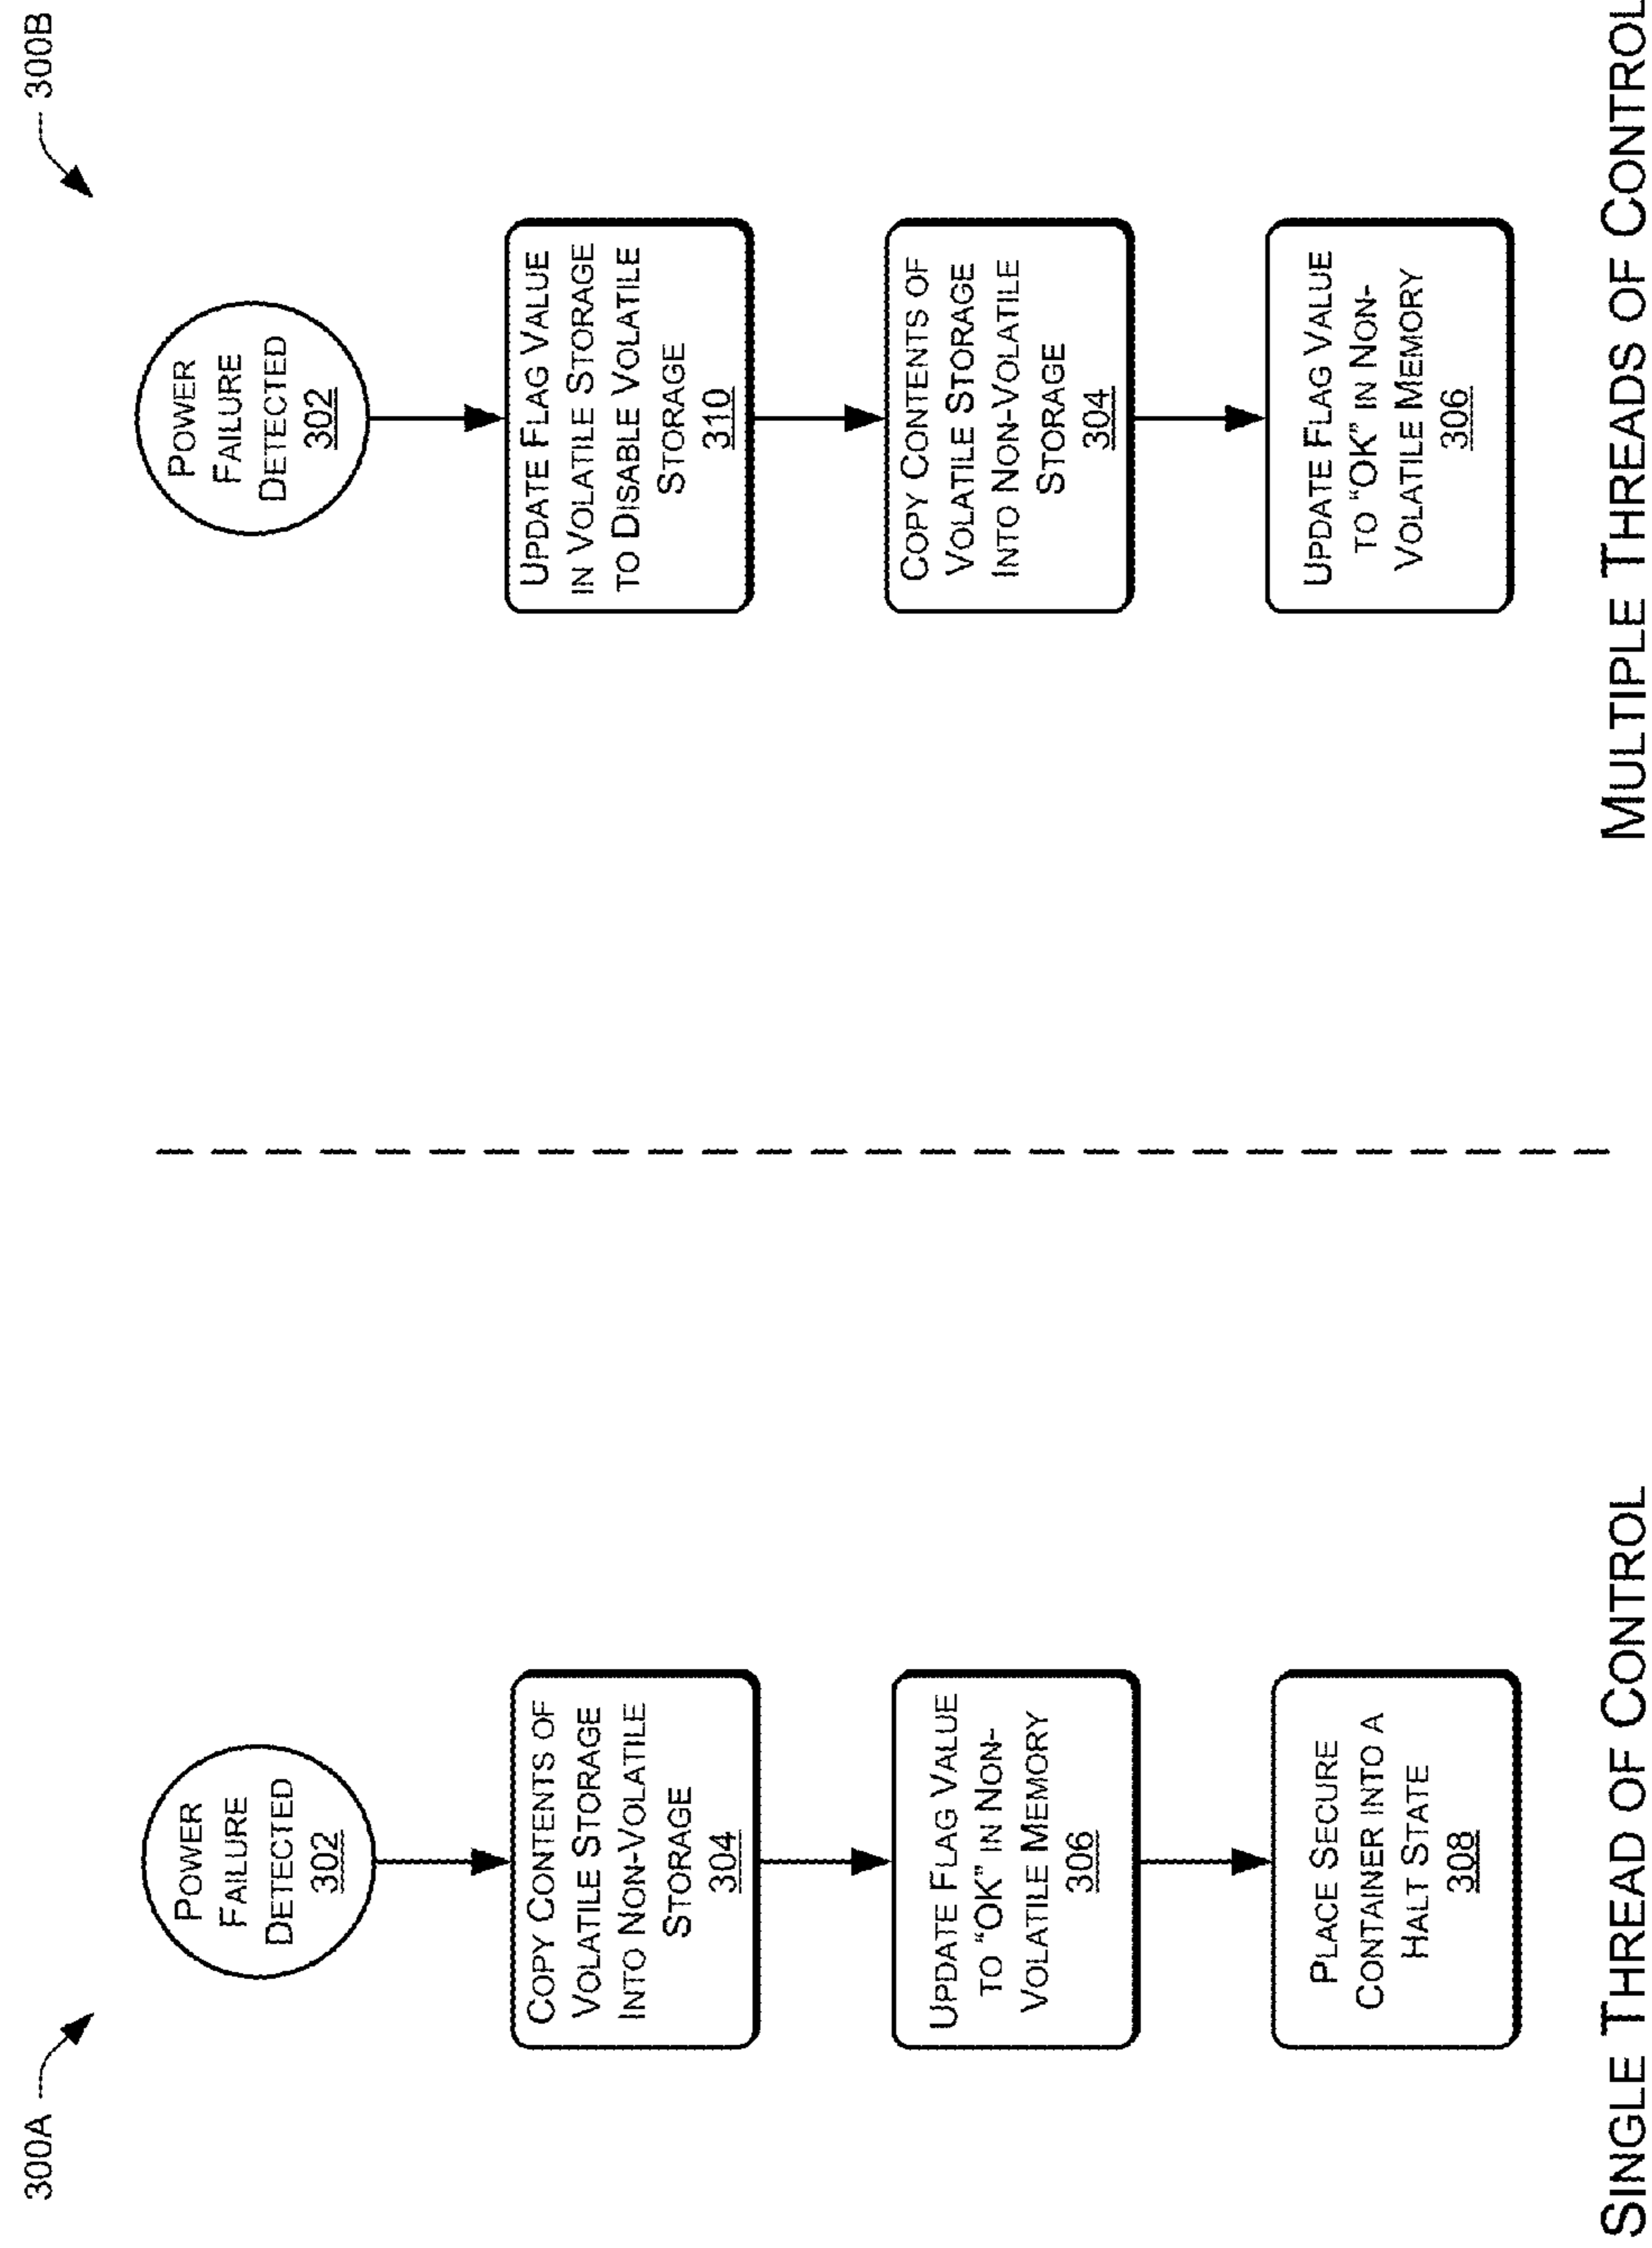 300A
POWER
FAILURE
DETECTED
302
COPY CONTENTS OF
VOLATILE STORAGE
INTO NON-VOLATILE
STORAGE
304
UPDATE FLAG VALUE
TO "OK" IN NON-
VOLATILE MEMORY
306
PLACE SECURE
CONTAINER INTO A
HALT STATE
308
SINGLE THREAD OF CONTROL
300B
POWER
FAILURE
DETECTED
302
UPDATE FLAG VALUE
IN VOLATILE STORAGE
TO DISABLE VOLATILE
STORAGE
310
COPY CONTENTS OF
VOLATILE STORAGE
INTO NON-VOLATILE
STORAGE
304
UPDATE FLAG VALUE
TO "OK" IN NON-
VOLATILE MEMORY
306
MULTIPLE THREADS OF CONTROL